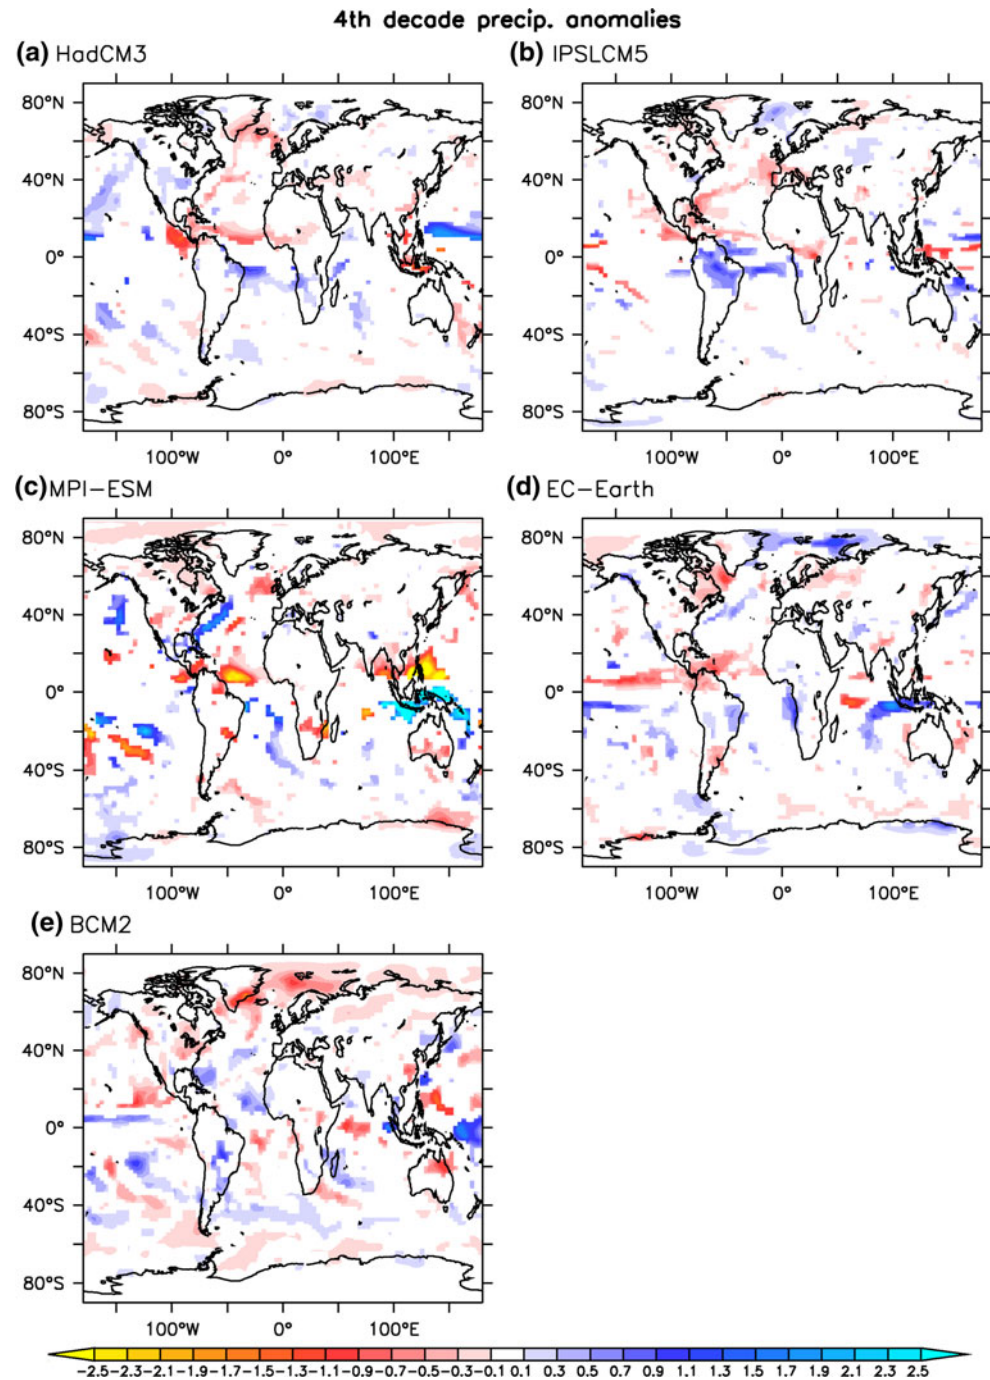 4th decade precip. anomalies
(a) HadCM3
(b) IPSLCM5
80°N
40°N
0°
40°S
80°S
100°W 0° 100°E
80°N
40°N
0°
40°S
80°S
100°W 0° 100°E
(c) MPI-ESM
(d) EC-Earth
80°N
40°N
0°
40°S
80°S
100°W 0° 100°E
80°N
40°N
0°
40°S
80°S
100°W 0° 100°E
(e) BCM2
80°N
40°N
0°
40°S
80°S
100°W 0° 100°E
-2.5 -2.3 -2.1 -1.9 -1.7 -1.5 -1.3 -1.1 -0.9 -0.7 -0.5 -0.3 -0.1 0.1 0.3 0.5 0.7 0.9 1.1 1.3 1.5 1.7 1.9 2.1 2.3 2.5